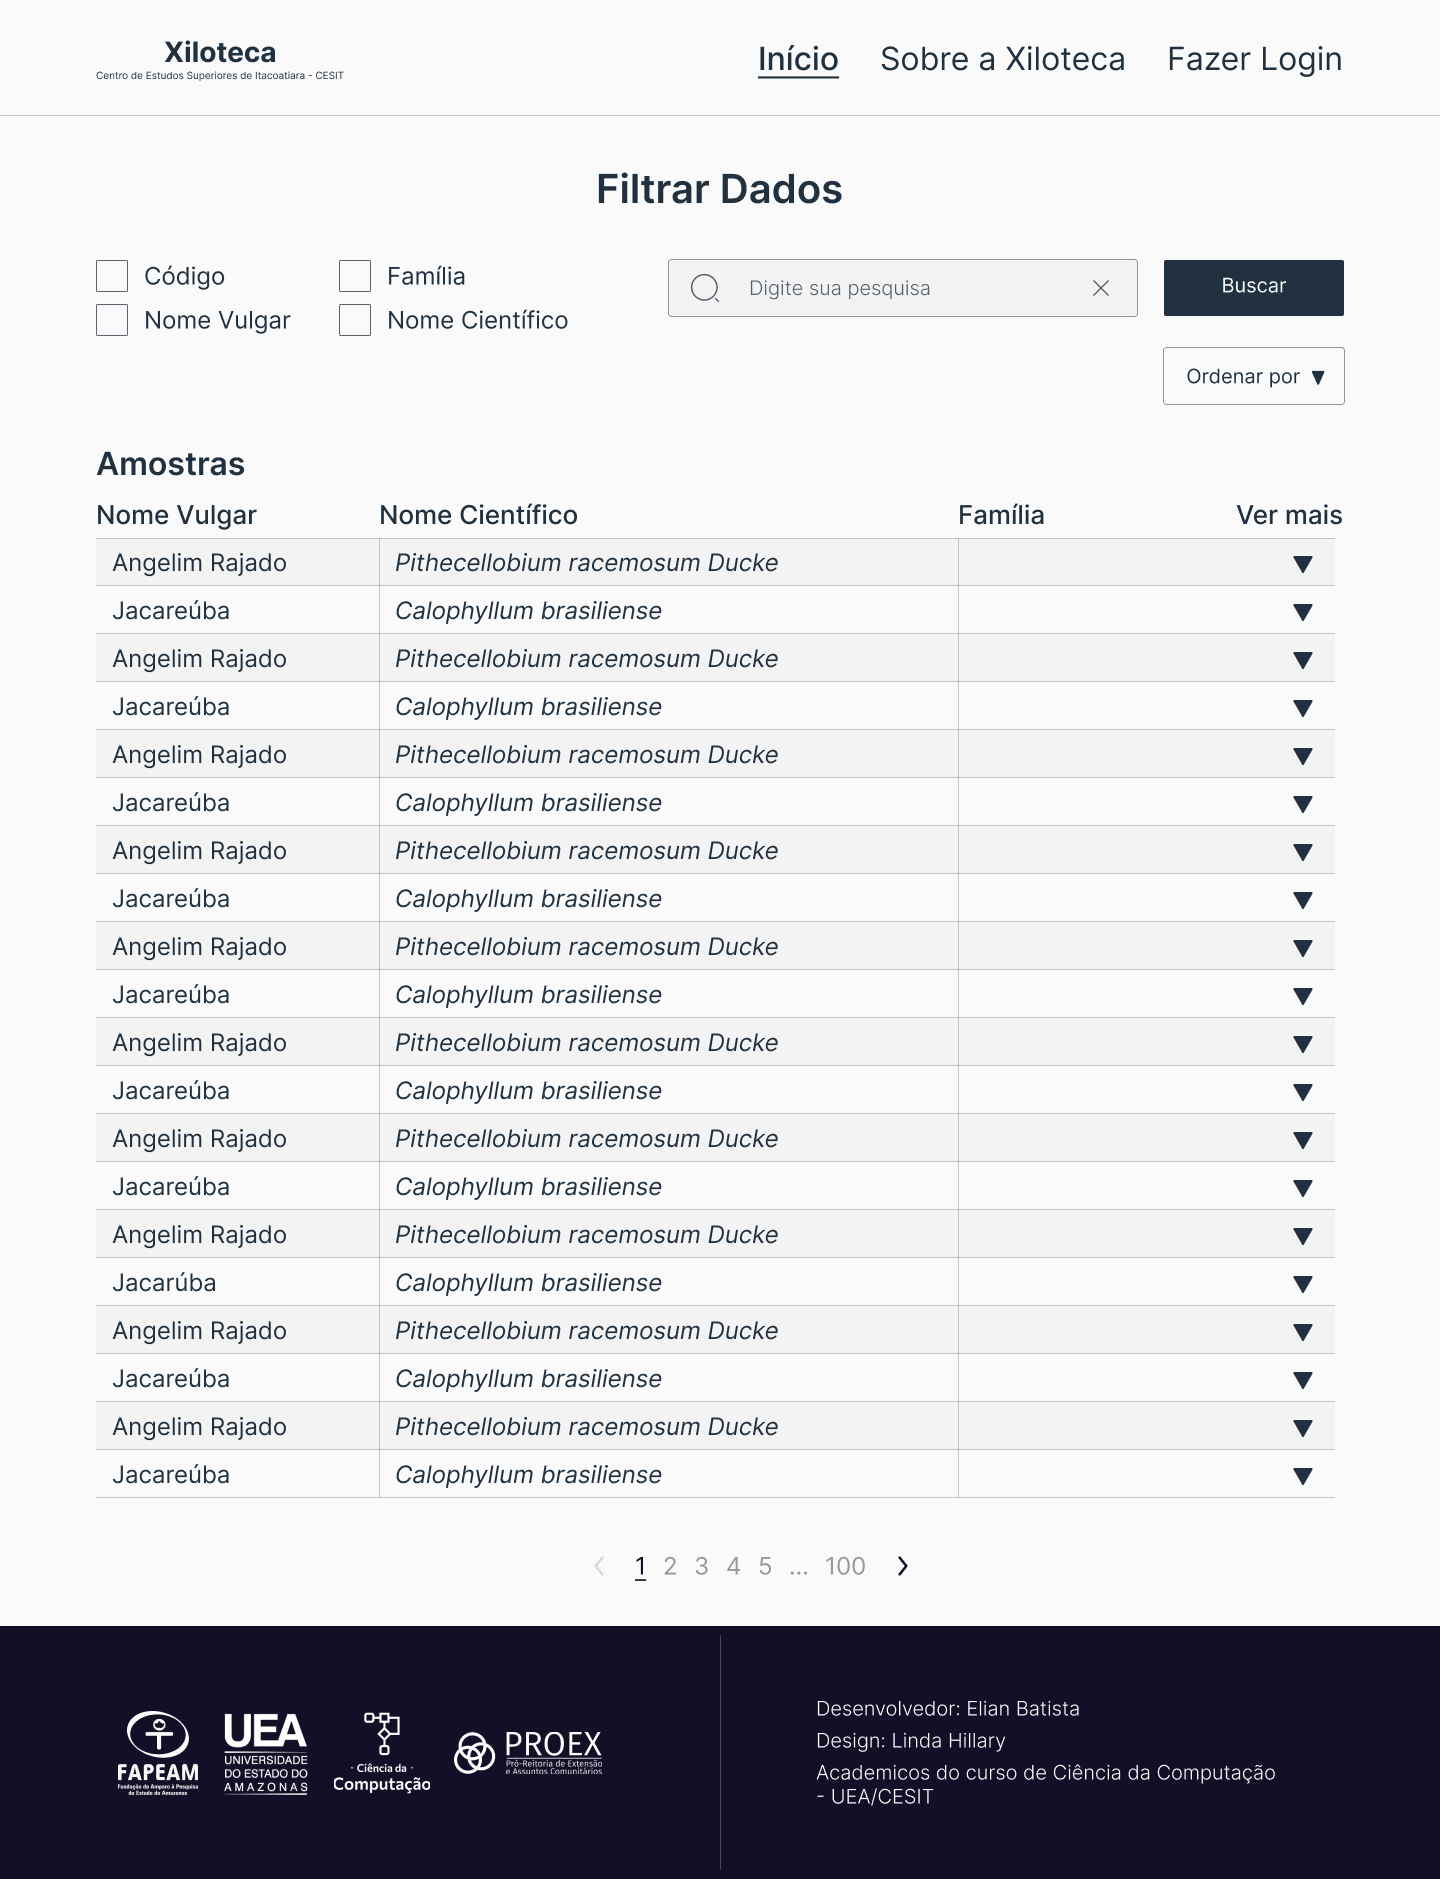 Xiloteca
Centro de Estudos Superiores de Itacoatiara - CESIT
Início Sobre a Xiloteca Fazer Login
Filtrar Dados
Código Família
Nome Vulgar Nome Científico
Digite sua pesquisa
Buscar
Ordenar por
Amostras
Nome Vulgar Nome Científico Família Ver mais
Angelim Rajado Pithecellobium racemosum Ducke
Jacareúba Calophyllum brasiliense
Angelim Rajado Pithecellobium racemosum Ducke
Jacareúba Calophyllum brasiliense
Angelim Rajado Pithecellobium racemosum Ducke
Jacareúba Calophyllum brasiliense
Angelim Rajado Pithecellobium racemosum Ducke
Jacareúba Calophyllum brasiliense
Angelim Rajado Pithecellobium racemosum Ducke
Jacareúba Calophyllum brasiliense
Angelim Rajado Pithecellobium racemosum Ducke
Jacareúba Calophyllum brasiliense
Angelim Rajado Pithecellobium racemosum Ducke
Jacareúba Calophyllum brasiliense
Angelim Rajado Pithecellobium racemosum Ducke
Jacarúba Calophyllum brasiliense
Angelim Rajado Pithecellobium racemosum Ducke
Jacareúba Calophyllum brasiliense
Angelim Rajado Pithecellobium racemosum Ducke
Jacareúba Calophyllum brasiliense
1 2 3 4 5 ... 100
FAPEAM
Fundação de Amparo à Pesquisa
do Estado do Amazonas
UEA
UNIVERSIDADE
DO ESTADO DO
AMAZONAS
· Ciência da ·
Computação
PROEX
Pró-Reitoria de Extensão
e Assuntos Comunitários
Desenvolvedor: Elian Batista
Design: Linda Hillary
Academicos do curso de Ciência da Computação
- UEA/CESIT